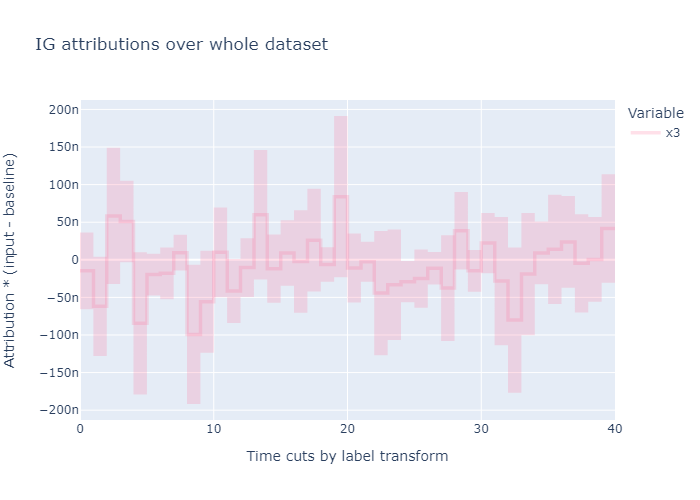 IG attributions over whole dataset
Variable
x3
Attribution * (input – baseline)
200n
150n
100n
50n
0
−50n
−100n
−150n
−200n
0 10 20 30 40
Time cuts by label transform